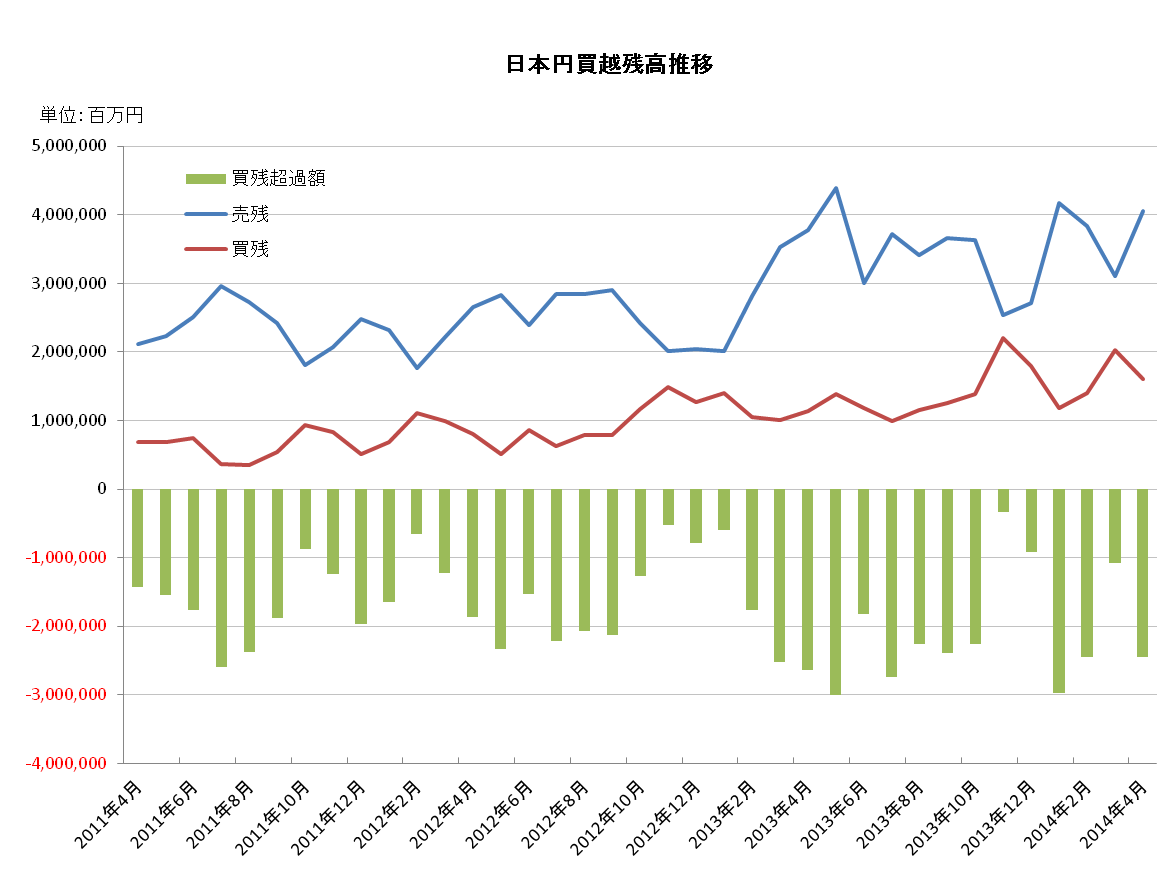 日本円買越残高推移
単位：百万円
5,000,000
4,000,000
3,000,000
2,000,000
1,000,000
0
-1,000,000
-2,000,000
-3,000,000
-4,000,000
買残超過額
売残
買残
2011年4月
2011年6月
2011年8月
2011年10月
2011年12月
2012年2月
2012年4月
2012年6月
2012年8月
2012年10月
2012年12月
2013年2月
2013年4月
2013年6月
2013年8月
2013年10月
2013年12月
2014年2月
2014年4月